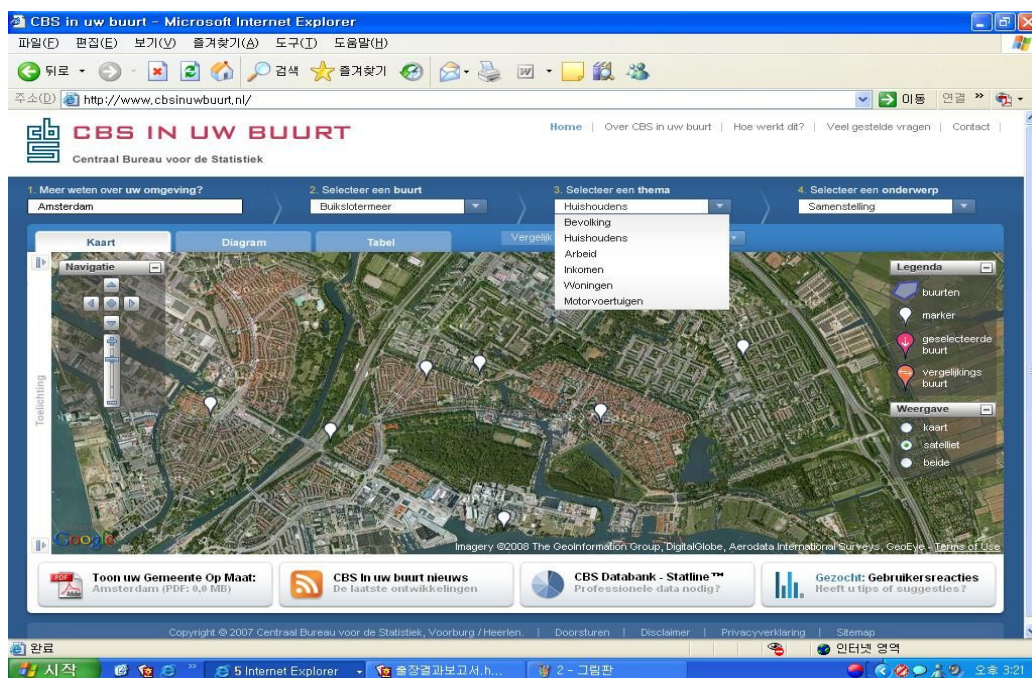 CBS in uw buurt - Microsoft Internet Explorer
파일(F) 편집(E) 보기(V) 즐겨찾기(A) 도구(T) 도움말(H)
뒤로 검색 즐겨찾기
주소(D) http://www.cbsinuwbuurt.nl/ 이동 연결 »
CBS IN UW BUURT
Centraal Bureau voor de Statistiek
Home | Over CBS in uw buurt | Hoe werkt dit? | Veel gestelde vragen | Contact |
1. Meer weten over uw omgeving? 2. Selecteer een buurt 3. Selecteer een thema 4. Selecteer een onderwerp
Amsterdam Buikslotermeer Huishoudens Samenstelling
Bevolking
Huishoudens
Arbeid
Inkomen
Woningen
Motorvoertuigen
Kaart Diagram Tabel Vergelijk
Navigatie
Toelichting
Legenda
buurten
marker
geselecteerde
buurt
vergelijkings
buurt
Weergave
kaart
satelliet
beide
Google
Imagery ©2008 The GeoInformation Group, DigitalGlobe, Aerodata International Surveys, GeoEye - Terms of Use
Toon uw Gemeente Op Maat:
Amsterdam (PDF: 0,0 MB)
CBS In uw buurt nieuws
De laatste ontwikkelingen
CBS Databank - Statline™
Professionele data nodig?
Gezocht: Gebruikersreacties
Heeft u tips of suggesties?
Copyright © 2007 Centraal Bureau voor de Statistiek, Voorburg / Heerlen. | Doorsturen | Disclaimer | Privacyverklaring | Sitemap
완료 인터넷 영역
시작 » 5 Internet Explorer 출장결과보고서.h... 2 - 그림판 오후 3:21